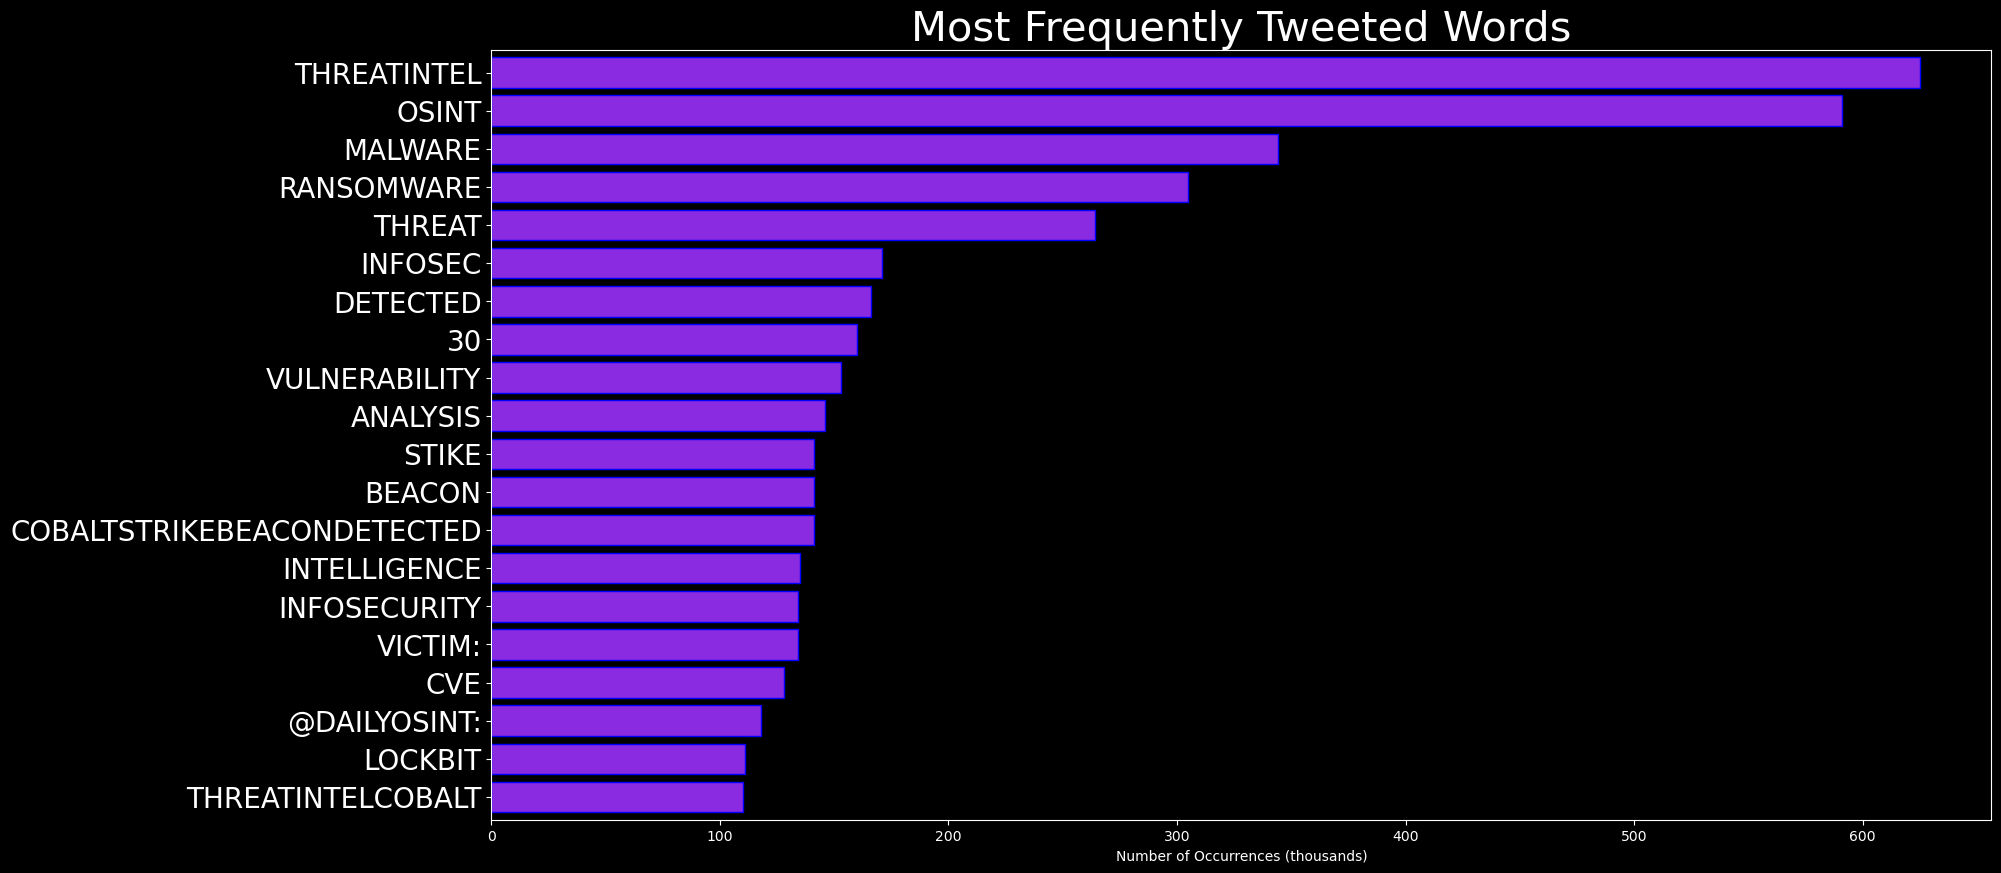 Most Frequently Tweeted Words
THREATINTEL
OSINT
MALWARE
RANSOMWARE
THREAT
INFOSEC
DETECTED
30
VULNERABILITY
ANALYSIS
STIKE
BEACON
COBALTSTRIKEBEACONDETECTED
INTELLIGENCE
INFOSECURITY
VICTIM:
CVE
@DAILYOSINT:
LOCKBIT
THREATINTELCOBALT
0 100 200 300 400 500 600
Number of Occurrences (thousands)